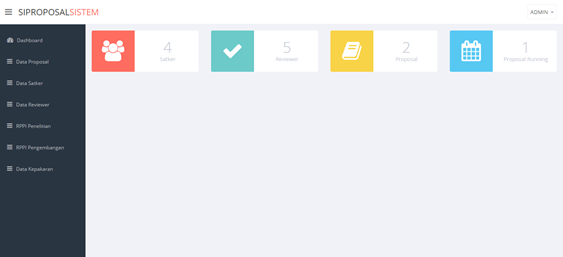 SIPROPOSALSISTEM
ADMIN
Dashboard
Data Proposal
Data Satker
Data Reviewer
RPPI Penelitian
RPPI Pengembangan
Data Kepakaran
4
Satker
5
Reviewer
2
Proposal
1
Proposal Running